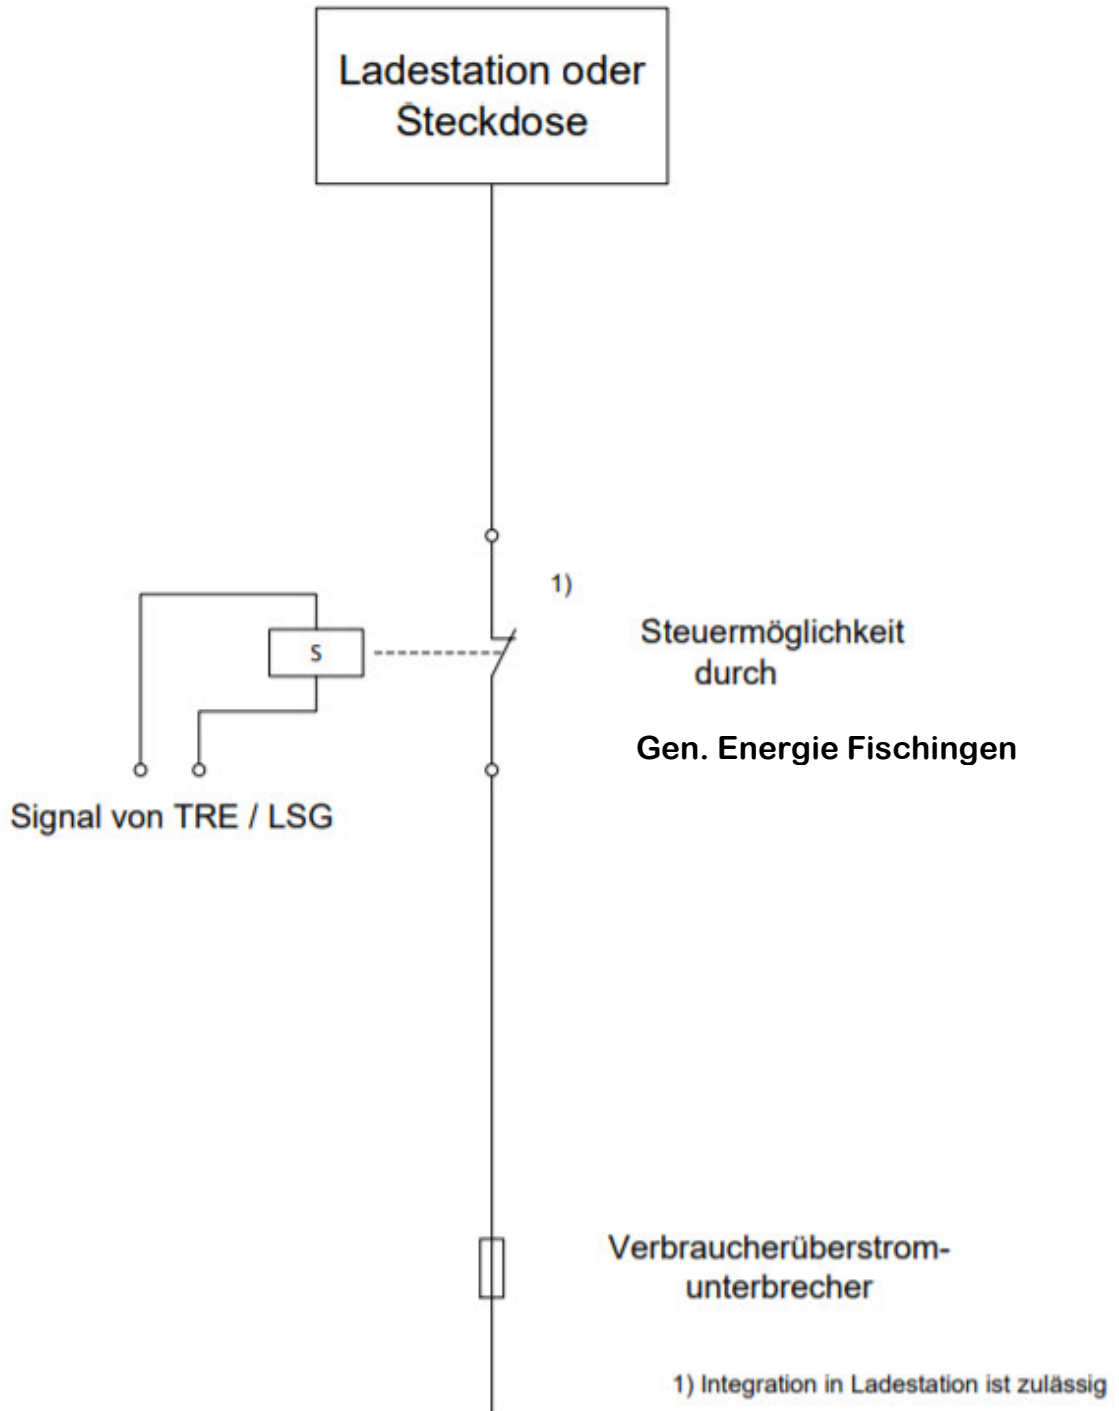 Ladestation oder
Steckdose
1)
S
Steuermöglichkeit
durch
Gen. Energie Fischingen
Signal von TRE / LSG
Verbraucherüberstrom-
unterbrecher
1) Integration in Ladestation ist zulässig